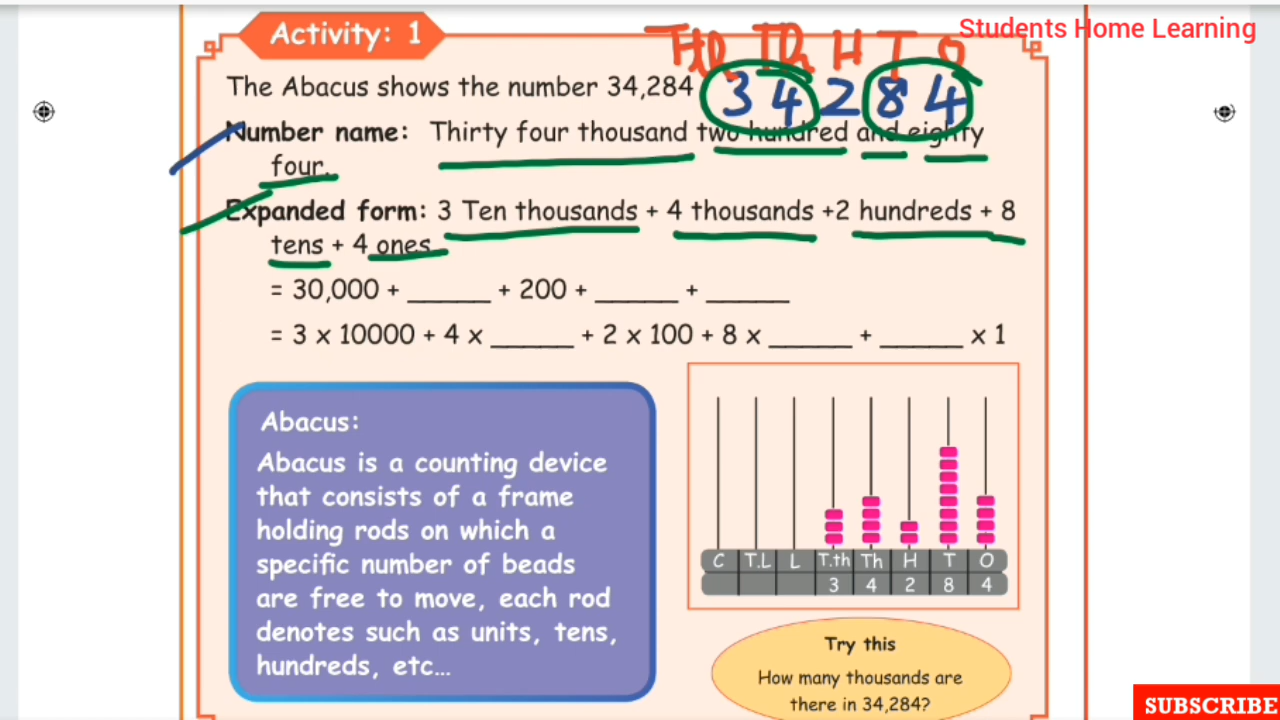 Students Home Learning
Activity: 1
TTh Th H T O
The Abacus shows the number 34,284 3 4 2 8 4
Number name: Thirty four thousand two hundred and eighty
four.
Expanded form: 3 Ten thousands + 4 thousands +2 hundreds + 8
tens + 4 ones
= 30,000 + ______ + 200 + ______ + ______
= 3 x 10000 + 4 x ______ + 2 x 100 + 8 x ______ + ______ x 1
Abacus:
Abacus is a counting device
that consists of a frame
holding rods on which a
specific number of beads
are free to move, each rod
denotes such as units, tens,
hundreds, etc...
C T.L L T.th Th H T O
3 4 2 8 4
Try this
How many thousands are
there in 34,284?
SUBSCRIBE